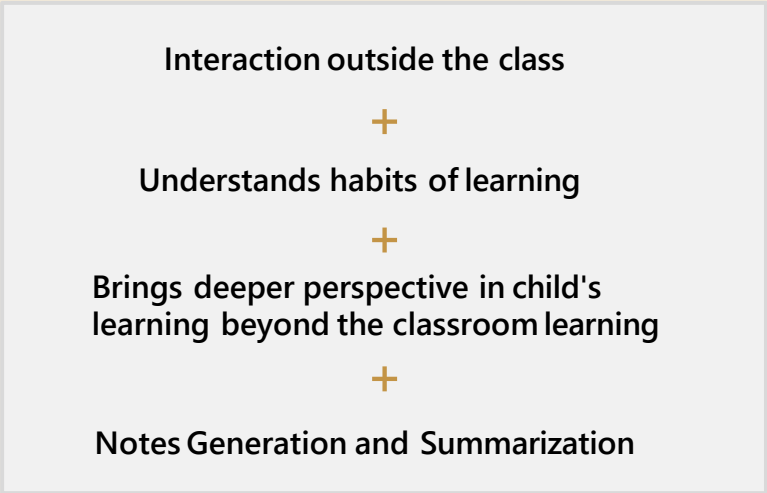 Interaction outside the class
+
Understands habits of learning
+
Brings deeper perspective in child's
learning beyond the classroom learning
+
Notes Generation and Summarization